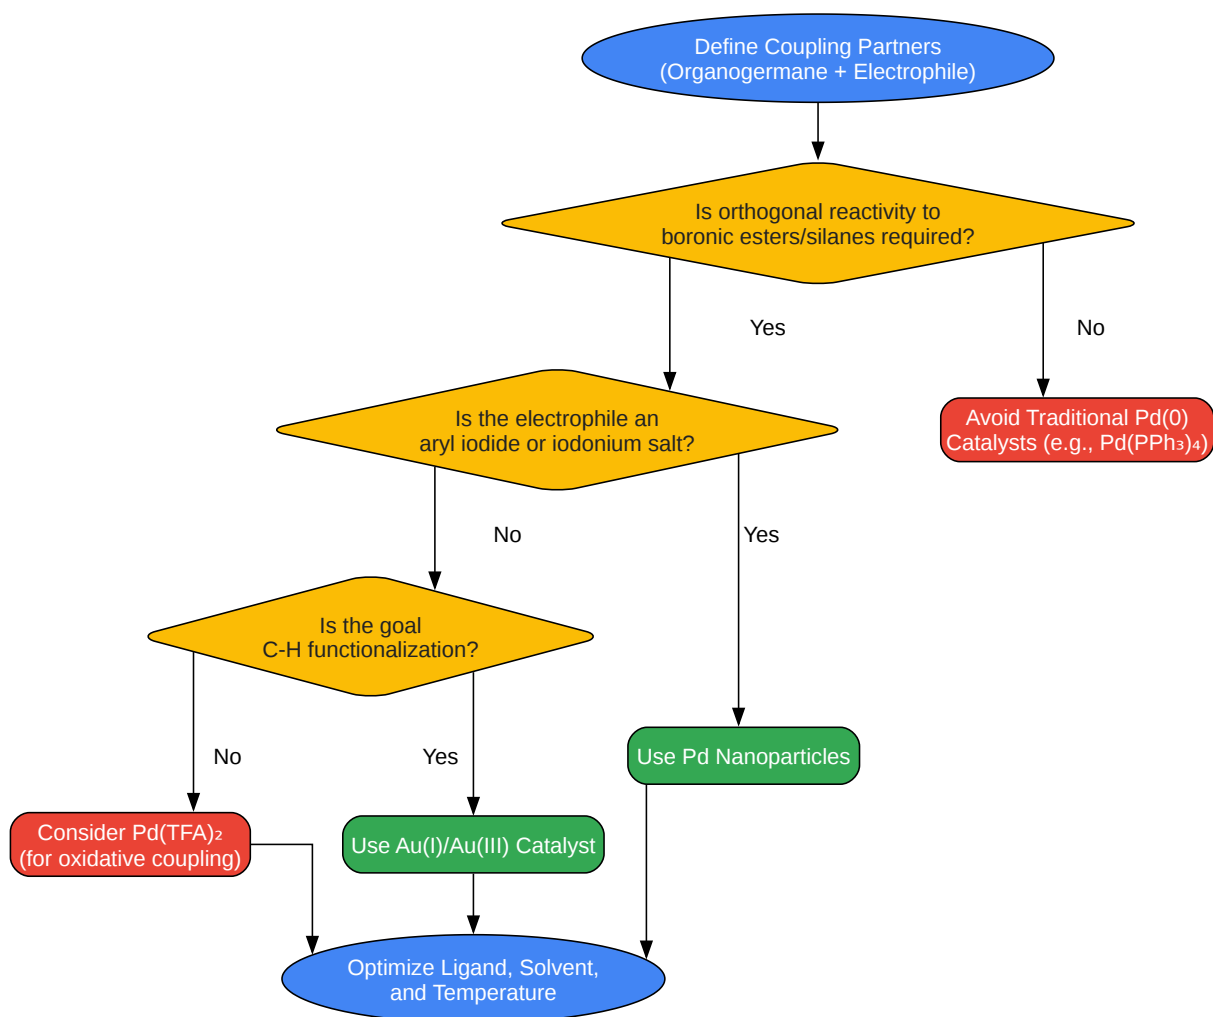 Define Coupling Partners
(Organogermane + Electrophile)
Is orthogonal reactivity to
boronic esters/silanes required?
Yes
No
Is the electrophile an
aryl iodide or iodonium salt?
Avoid Traditional Pd(0)
Catalysts (e.g., Pd(PPh₃)₄)
No
Yes
Is the goal
C-H functionalization?
No
Yes
Use Pd Nanoparticles
Consider Pd(TFA)₂
(for oxidative coupling)
Use Au(I)/Au(III) Catalyst
Optimize Ligand, Solvent,
and Temperature